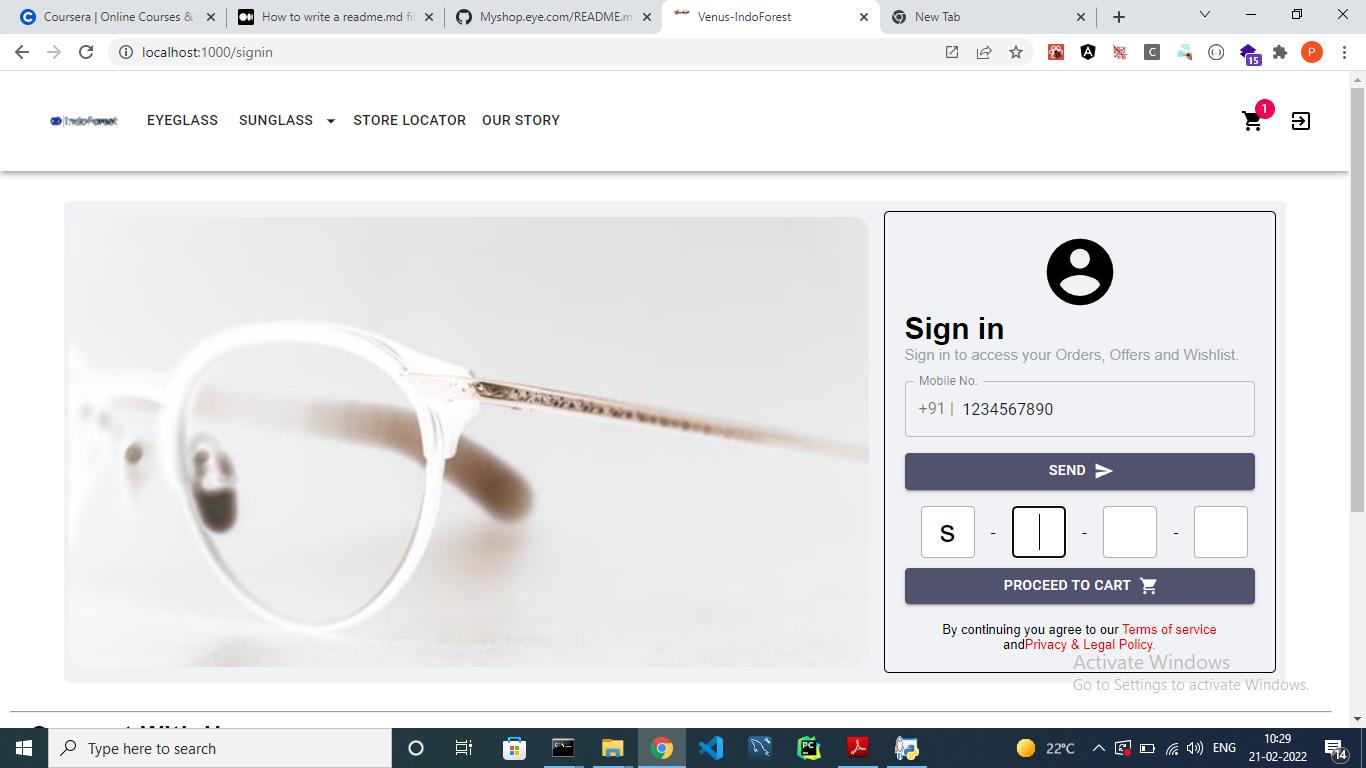 Coursera | Online Courses &
How to write a readme.md fi
Myshop.eye.com/README.m
Venus-IndoForest
New Tab
localhost:1000/signin
C
15
P
IndoForest
EYEGLASS
SUNGLASS
STORE LOCATOR
OUR STORY
1
Sign in
Sign in to access your Orders, Offers and Wishlist.
Mobile No.
+91 | 1234567890
SEND
S - - -
PROCEED TO CART
By continuing you agree to our Terms of service
andPrivacy & Legal Policy.
Activate Windows
Go to Settings to activate Windows.
Type here to search
22°C
ENG
10:29
21-02-2022
14